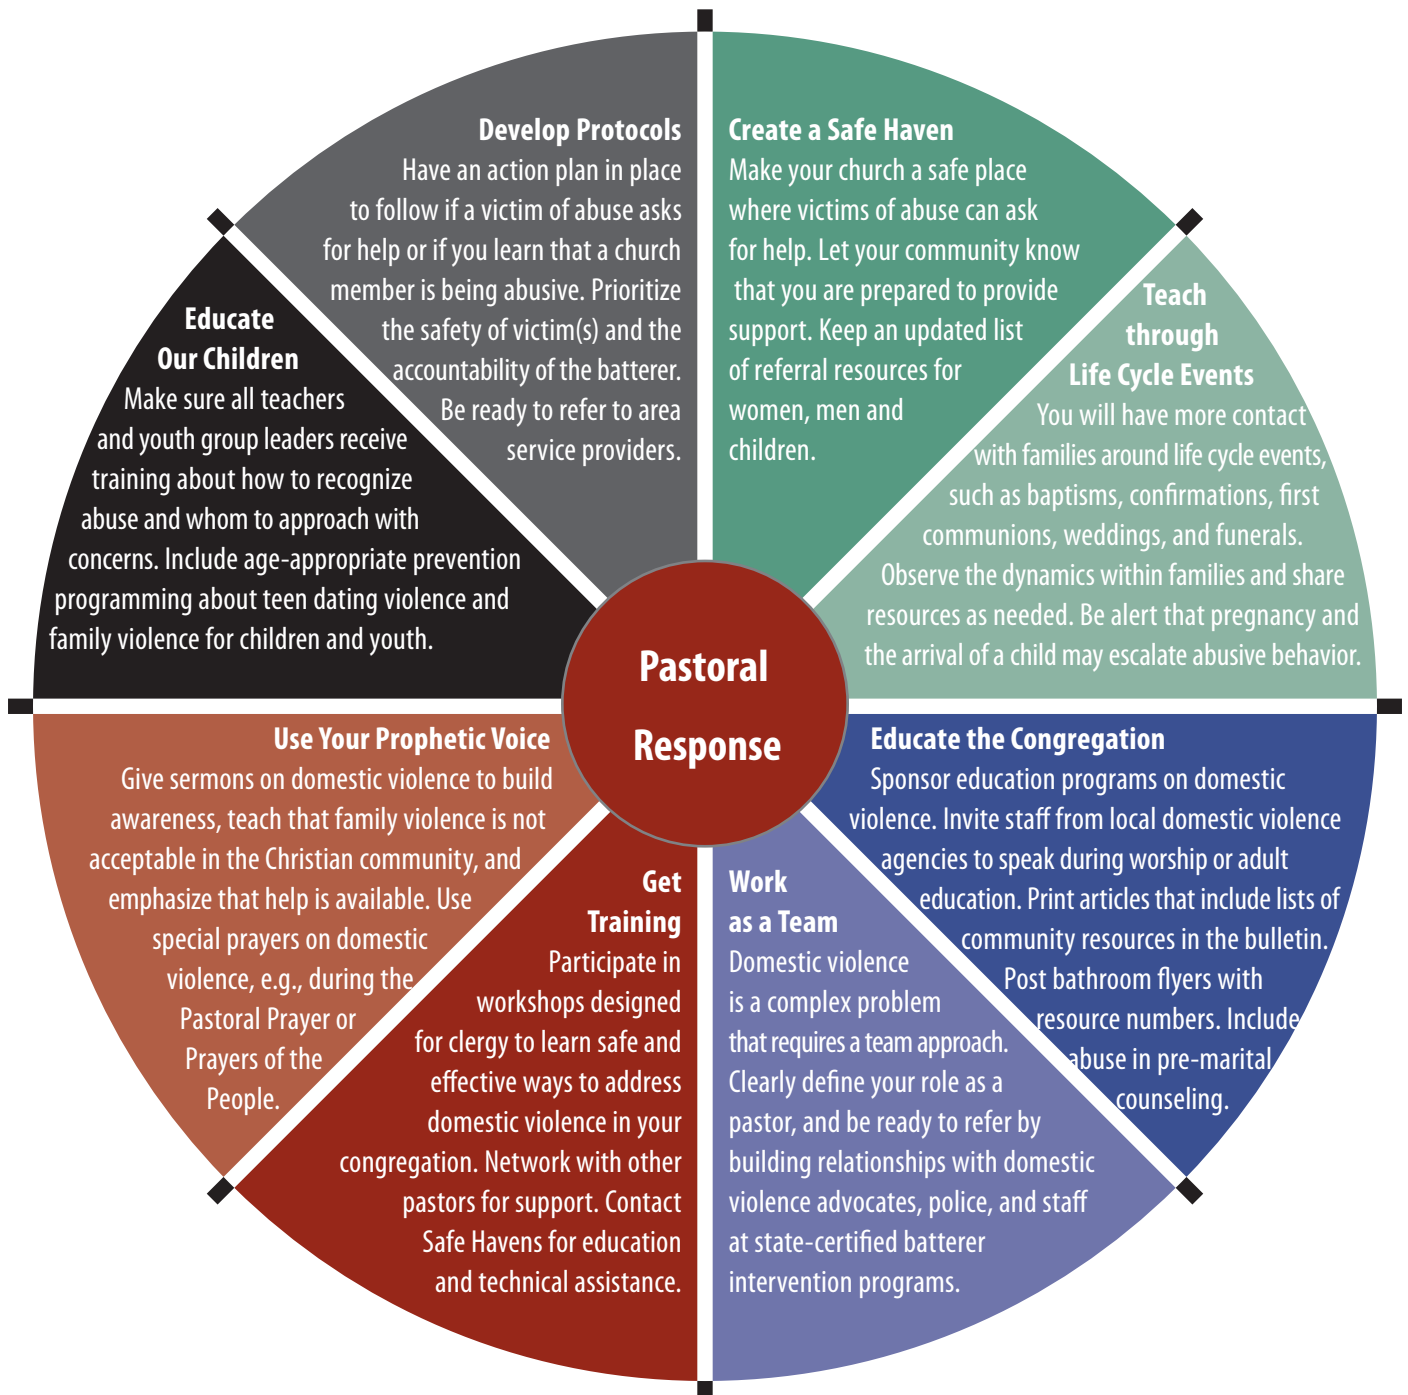 Develop Protocols
Have an action plan in place
to follow if a victim of abuse asks
for help or if you learn that a church
member is being abusive. Prioritize
the safety of victim(s) and the
accountability of the batterer.
Be ready to refer to area
service providers.
Create a Safe Haven
Make your church a safe place
where victims of abuse can ask
for help. Let your community know
that you are prepared to provide
support. Keep an updated list
of referral resources for
women, men and
children.
Teach
through
Life Cycle Events
You will have more contact
with families around life cycle events,
such as baptisms, confirmations, first
communions, weddings, and funerals.
Observe the dynamics within families and share
resources as needed. Be alert that pregnancy and
the arrival of a child may escalate abusive behavior.
Educate the Congregation
Sponsor education programs on domestic
violence. Invite staff from local domestic violence
agencies to speak during worship or adult
education. Print articles that include lists of
community resources in the bulletin.
Post bathroom flyers with
resource numbers. Include
abuse in pre-marital
counseling.
Work
as a Team
Domestic violence
is a complex problem
that requires a team approach.
Clearly define your role as a
pastor, and be ready to refer by
building relationships with domestic
violence advocates, police, and staff
at state-certified batterer
intervention programs.
Get
Training
Participate in
workshops designed
for clergy to learn safe and
effective ways to address
domestic violence in your
congregation. Network with other
pastors for support. Contact
Safe Havens for education
and technical assistance.
Use Your Prophetic Voice
Give sermons on domestic violence to build
awareness, teach that family violence is not
acceptable in the Christian community, and
emphasize that help is available. Use
special prayers on domestic
violence, e.g., during the
Pastoral Prayer or
Prayers of the
People.
Educate
Our Children
Make sure all teachers
and youth group leaders receive
training about how to recognize
abuse and whom to approach with
concerns. Include age-appropriate prevention
programming about teen dating violence and
family violence for children and youth.
Pastoral
Response